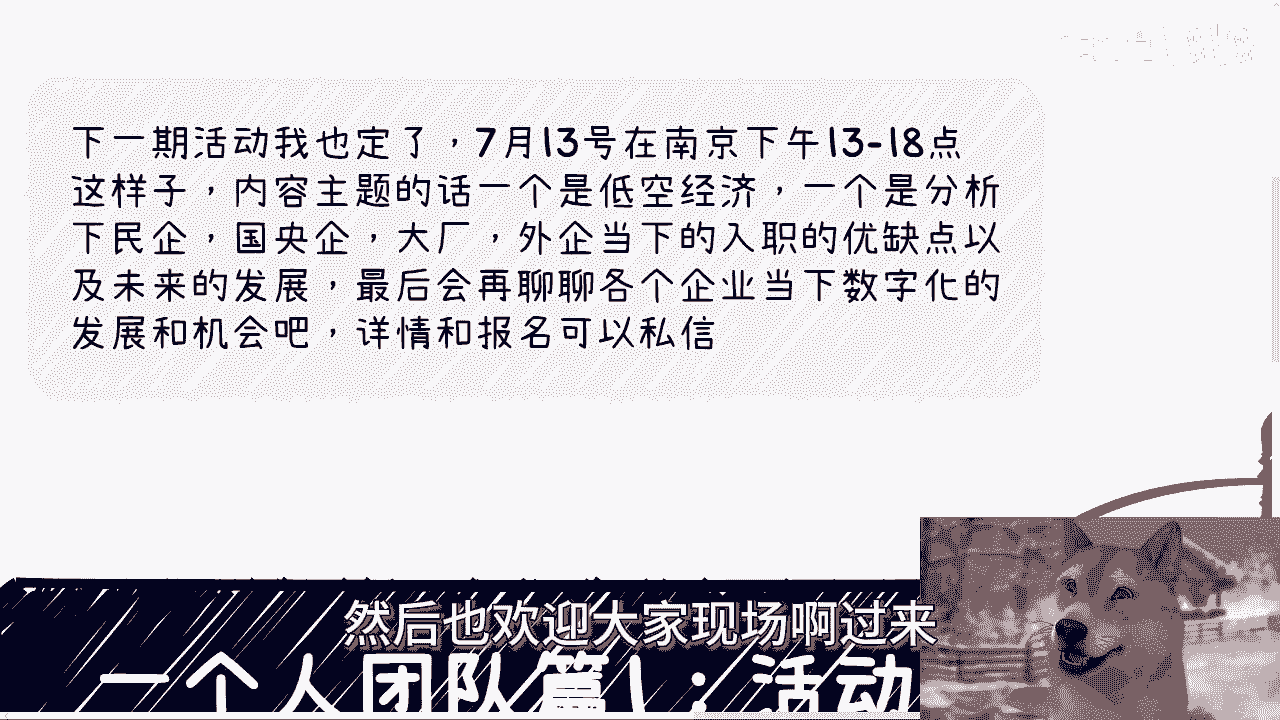 下一期活动我也定了，7月13号在南京下午13-18点
这样子，内容主题的话一个是低空经济，一个是分析
下民企，国央企，大厂，外企当下的入职的优缺点以
及未来的发展，最后会再聊聊各个企业当下数字化的
发展和机会吧，详情和报名可以私信
然后也欢迎大家现场啊过来
一个人团队篇1：活动